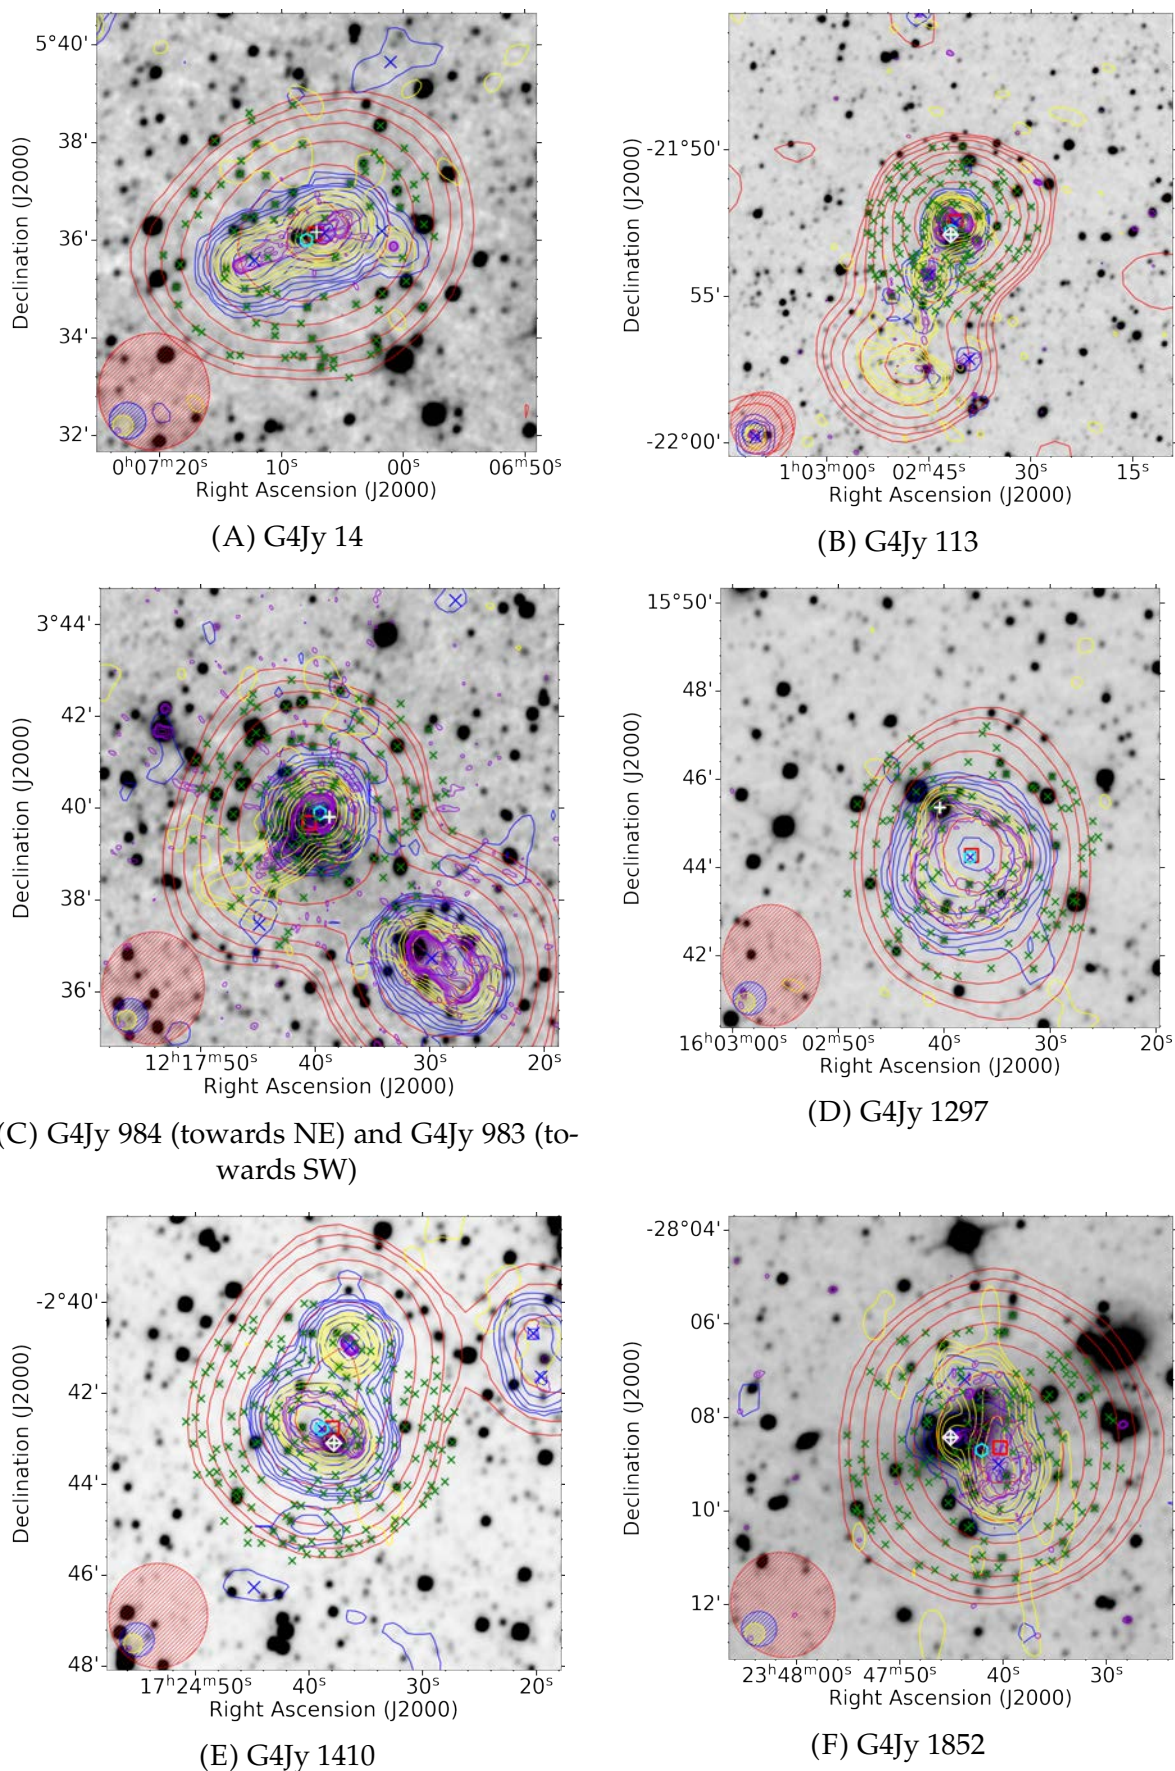 5°40'
38'
36'
34'
32'
0ʰ07ᵐ20ˢ 10ˢ 00ˢ 06ᵐ50ˢ
Declination (J2000)
Right Ascension (J2000)
(A) G4Jy 14
-21°50'
55'
-22°00'
1ʰ03ᵐ00ˢ 02ᵐ45ˢ 30ˢ 15ˢ
Declination (J2000)
Right Ascension (J2000)
(B) G4Jy 113
3°44'
42'
40'
38'
36'
12ʰ17ᵐ50ˢ 40ˢ 30ˢ 20ˢ
Declination (J2000)
Right Ascension (J2000)
(C) G4Jy 984 (towards NE) and G4Jy 983 (to-
wards SW)
15°50'
48'
46'
44'
42'
16ʰ03ᵐ00ˢ 02ᵐ50ˢ 40ˢ 30ˢ 20ˢ
Declination (J2000)
Right Ascension (J2000)
(D) G4Jy 1297
-2°40'
42'
44'
46'
48'
17ʰ24ᵐ50ˢ 40ˢ 30ˢ 20ˢ
Declination (J2000)
Right Ascension (J2000)
(E) G4Jy 1410
-28°04'
06'
08'
10'
12'
23ʰ48ᵐ00ˢ 47ᵐ50ˢ 40ˢ 30ˢ
Declination (J2000)
Right Ascension (J2000)
(F) G4Jy 1852